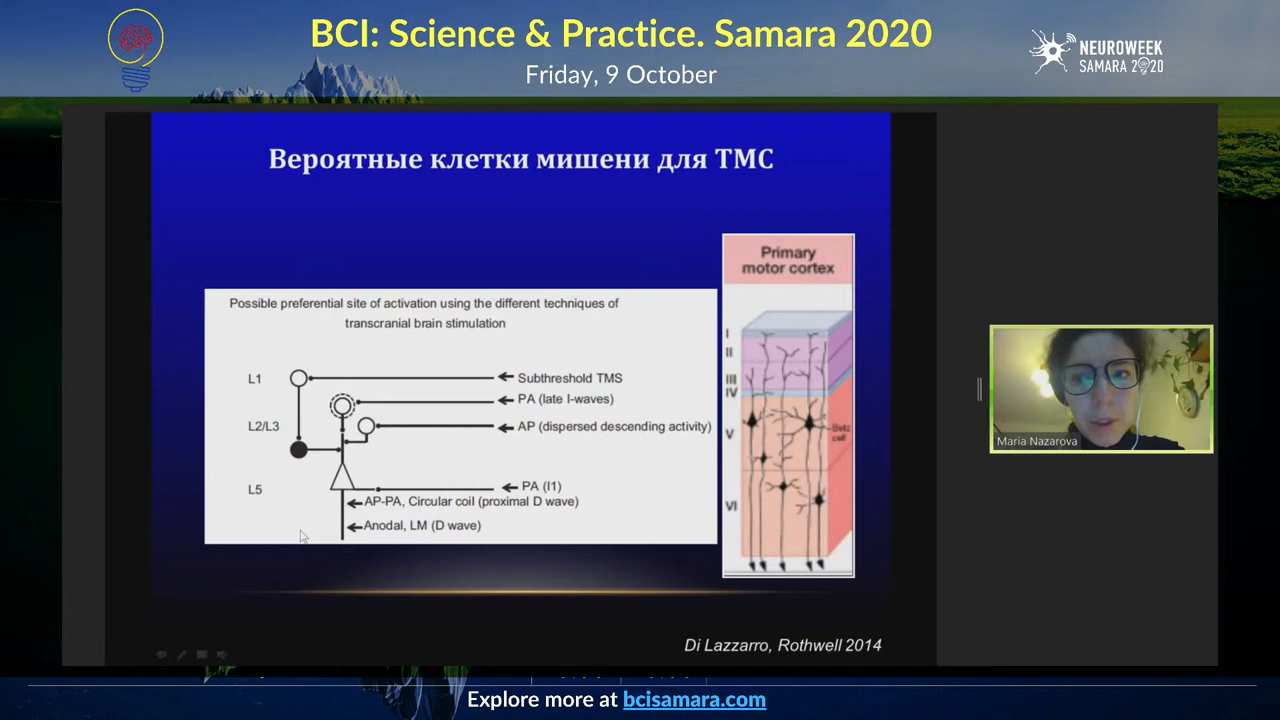 BCI: Science & Practice. Samara 2020
Friday, 9 October
NEUROWEEK
SAMARA 2020
Вероятные клетки мишени для ТМС
Possible preferential site of activation using the different techniques of
transcranial brain stimulation
L1
Subthreshold TMS
PA (late I-waves)
L2/L3
AP (dispersed descending activity)
L5
PA (I1)
AP-PA, Circular coil (proximal D wave)
Anodal, LM (D wave)
Primary
motor cortex
I
II
III
IV
V
Betz
cell
VI
Maria Nazarova
Di Lazzarro, Rothwell 2014
Explore more at bcisamara.com